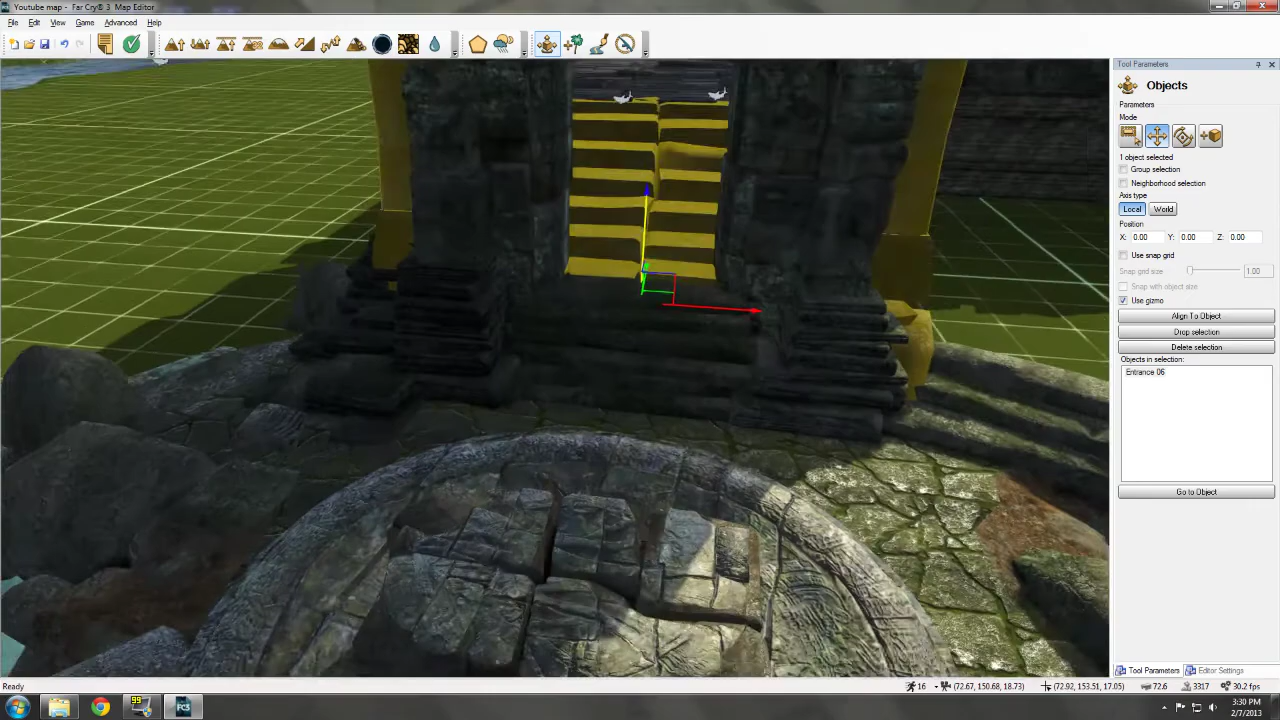 Youtube map - Far Cry® 3 Map Editor
File Edit View Game Advanced Help
Tool Parameters
Objects
Parameters
Mode
1 object selected
Group selection
Neighborhood selection
Axis type
Local World
Position
X: 0.00 Y: 0.00 Z: 0.00
Use snap grid
Snap grid size 1.00
Snap with object size
Use gizmo
Align To Object
Drop selection
Delete selection
Objects in selection:
Entrance 06
Go to Object
Tool Parameters Editor Settings
Ready 16 (72.67, 150.68, 18.73) (72.92, 153.51, 17.05) 72.6 3317 30.2 fps
99
FC3
3:30 PM
2/7/2013